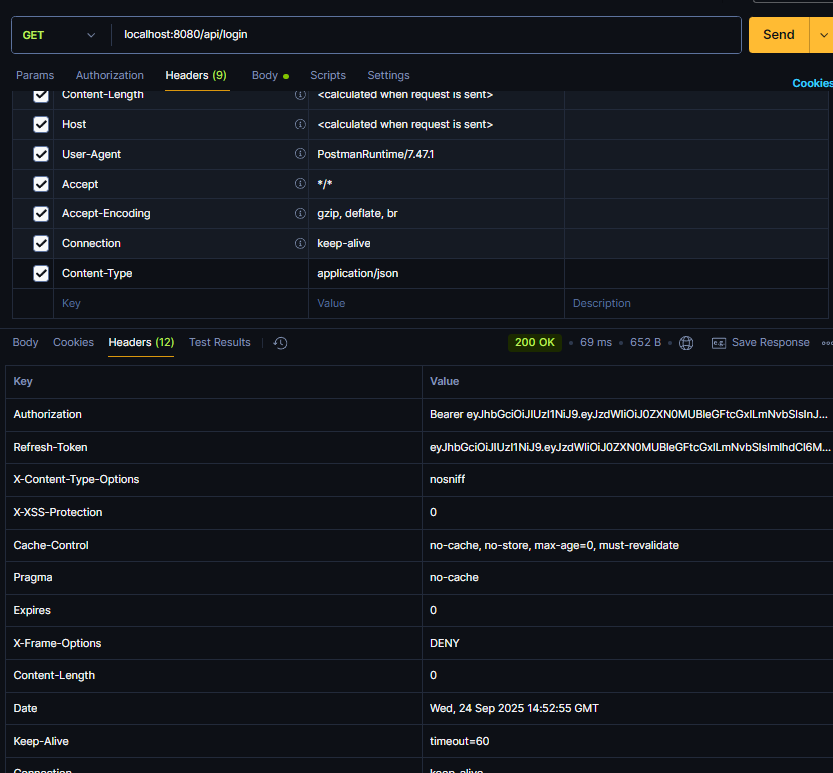 GET localhost:8080/api/login Send
Params Authorization Headers (9) Body Scripts Settings
Cookies
Content-Length <calculated when request is sent>
Host <calculated when request is sent>
User-Agent PostmanRuntime/7.47.1
Accept */*
Accept-Encoding gzip, deflate, br
Connection keep-alive
Content-Type application/json
Key Value Description
Body Cookies Headers (12) Test Results 200 OK 69 ms 652 B Save Response
Key Value
Authorization Bearer
Refresh-Token
X-Content-Type-Options nosniff
X-XSS-Protection 0
Cache-Control no-cache, no-store, max-age=0, must-revalidate
Pragma no-cache
Expires 0
X-Frame-Options DENY
Content-Length 0
Date Wed, 24 Sep 2025 14:52:55 GMT
Keep-Alive timeout=60
Connection keep-alive